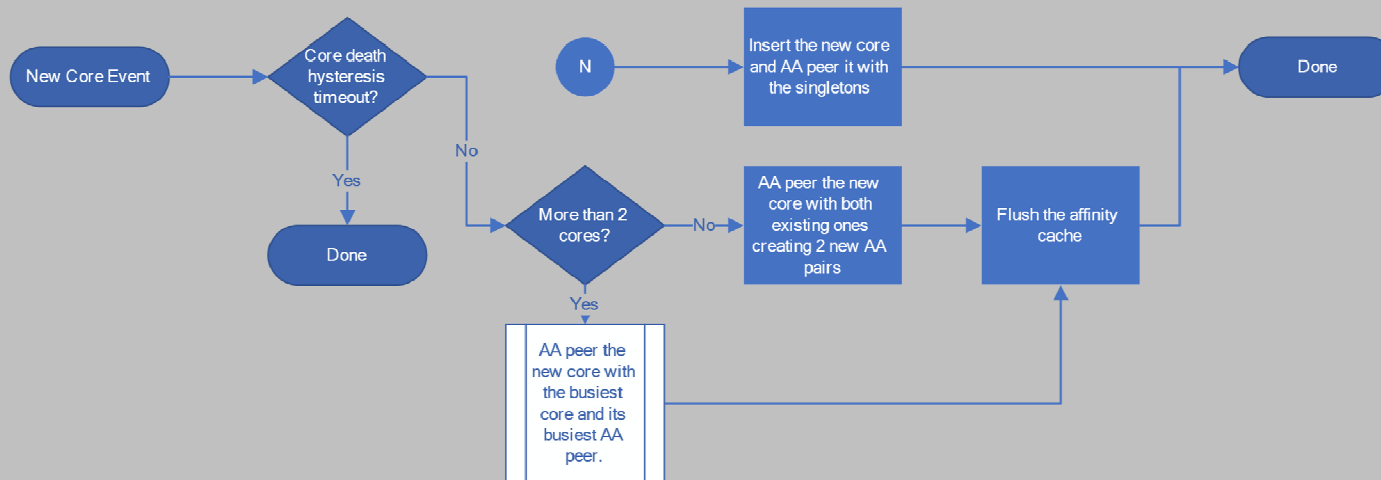 New Core Event
Core death
hysteresis
timeout?
Yes
Done
No
More than 2
cores?
No
Yes
AA peer the
new core with
the busiest
core and its
busiest AA
peer.
N
Insert the new core
and AA peer it with
the singletons
AA peer the new
core with both
existing ones
creating 2 new AA
pairs
Flush the affinity
cache
Done